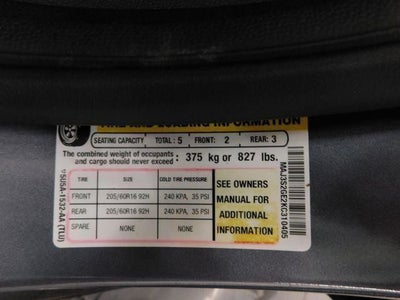 TIRE AND LOADING INFORMATION
SEATING CAPACITY TOTAL: 5 FRONT: 2 REAR: 3
The combined weight of occupants and cargo should never exceed : 375 kg or 827 lbs.
TIRE SIZE COLD TIRE PRESSURE
FRONT 205/60R16 92H 240 KPA, 35 PSI
REAR 205/60R16 92H 240 KPA, 35 PSI
SPARE NONE NONE
SEE OWNERS
MANUAL FOR
ADDITIONAL
INFORMATION
MAJ3S2GE2KC310405